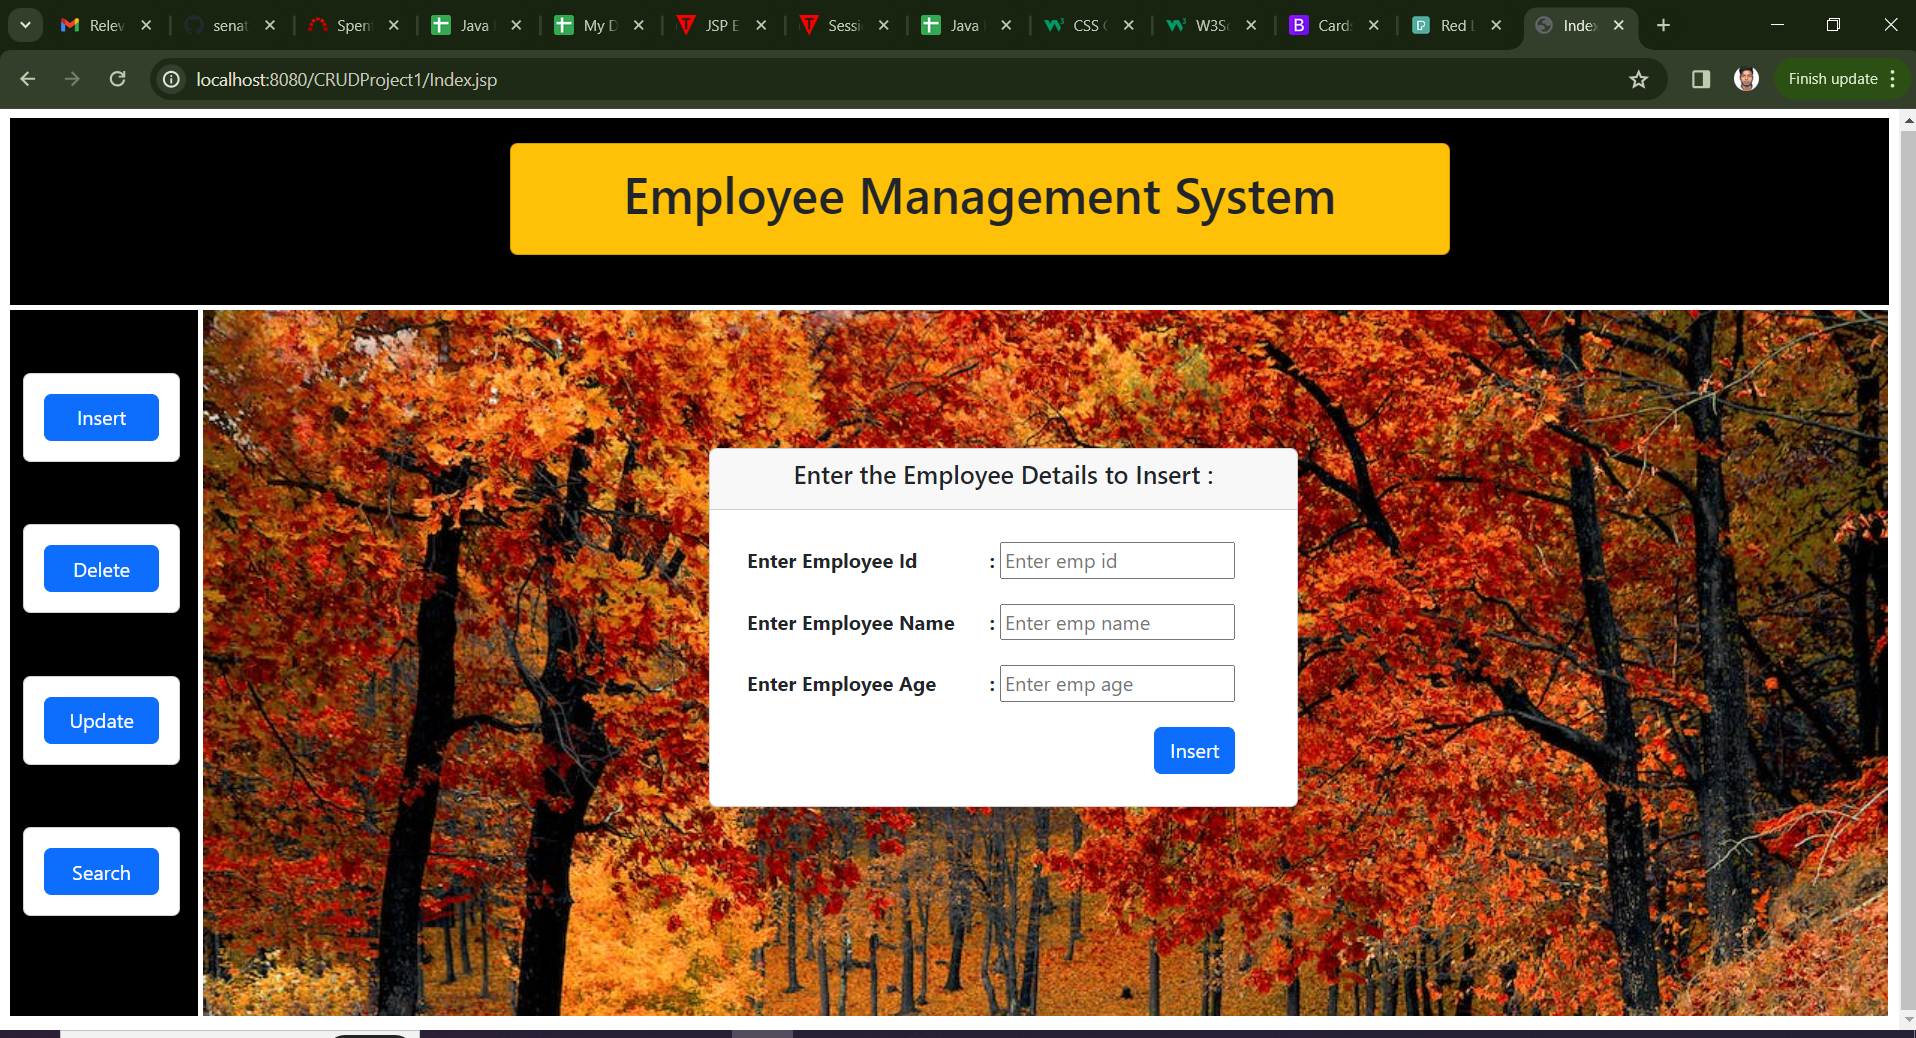 Relev
senat
Spen
Java
My D
JSP E
Sessi
Java
CSS
W3S
Card
Red
Index
localhost:8080/CRUDProject1/Index.jsp
Finish update
Employee Management System
Insert
Delete
Update
Search
Enter the Employee Details to Insert :
Enter Employee Id : Enter emp id
Enter Employee Name : Enter emp name
Enter Employee Age : Enter emp age
Insert